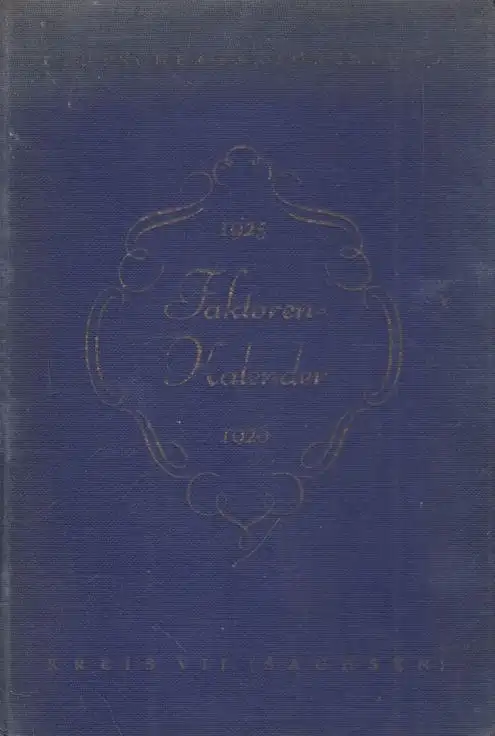 1925
Faktoren-
Kalender
1926
KREIS VII (SACHSEN)